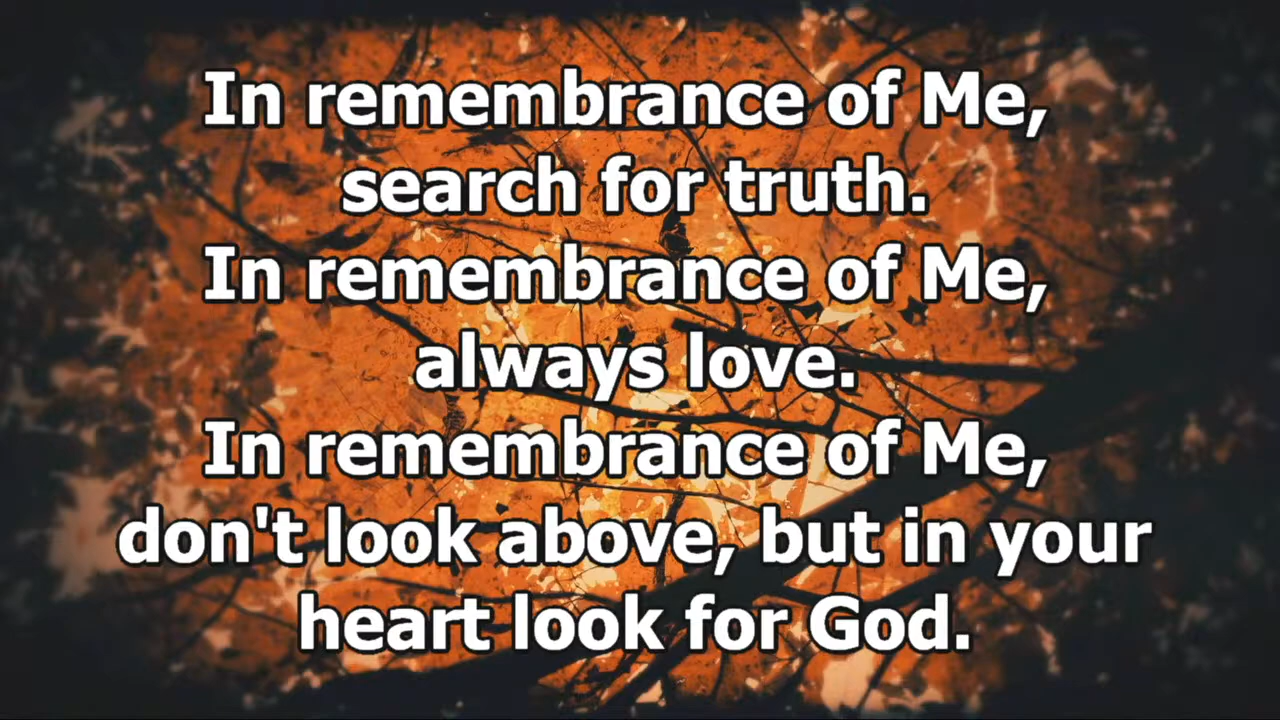 In remembrance of Me,
search for truth.
In remembrance of Me,
always love.
In remembrance of Me,
don't look above, but in your
heart look for God.